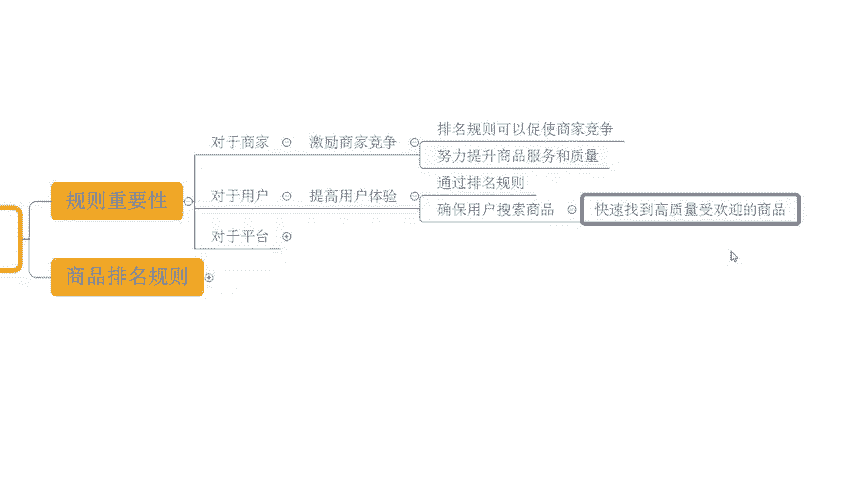 规则重要性
对于商家
激励商家竞争
排名规则可以促使商家竞争
努力提升商品服务和质量
对于用户
提高用户体验
通过排名规则
确保用户搜索商品
快速找到高质量受欢迎的商品
对于平台
商品排名规则